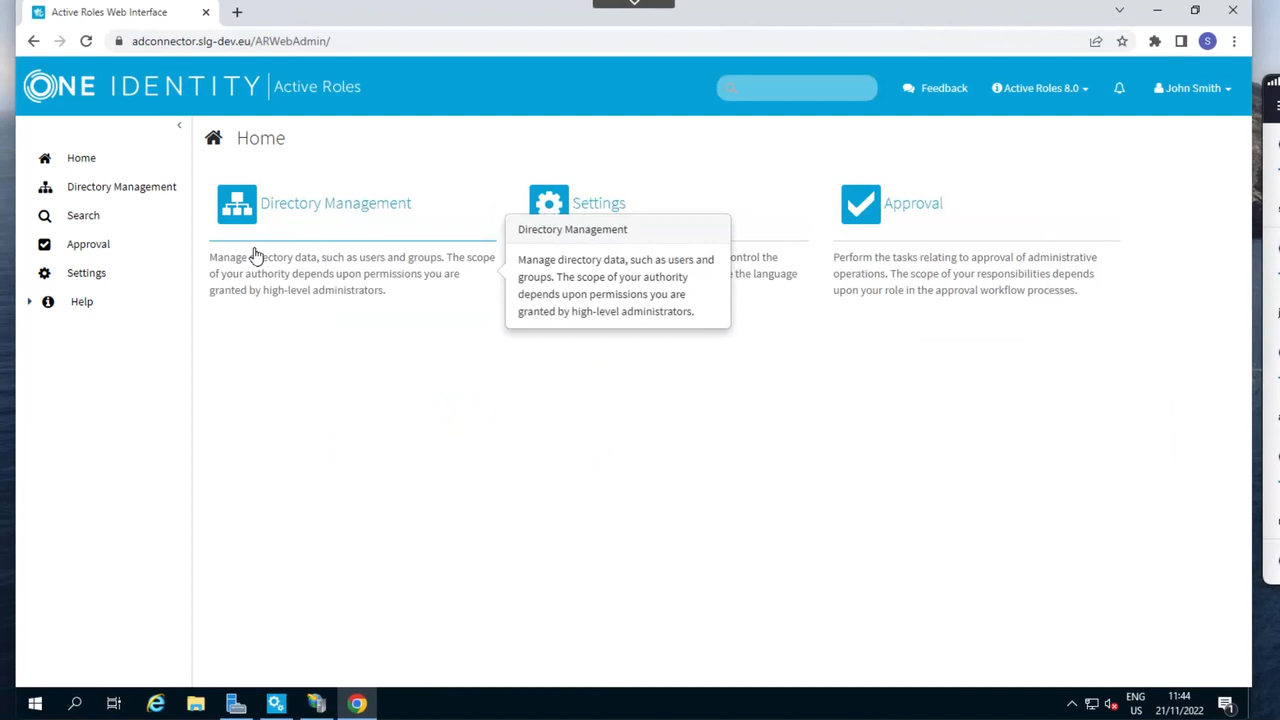 Active Roles Web Interface
adconnector.slg-dev.eu/ARWebAdmin/
S
ONE IDENTITY | Active Roles
Feedback
Active Roles 8.0
John Smith
Home
Directory Management
Search
Approval
Settings
Help
Home
Directory Management
Manage directory data, such as users and groups. The scope
of your authority depends upon permissions you are
granted by high-level administrators.
Settings
control the
the language
Directory Management
Manage directory data, such as users and
groups. The scope of your authority
depends upon permissions you are
granted by high-level administrators.
Approval
Perform the tasks relating to approval of administrative
operations. The scope of your responsibilities depends
upon your role in the approval workflow processes.
ENG
US
11:44
21/11/2022
1